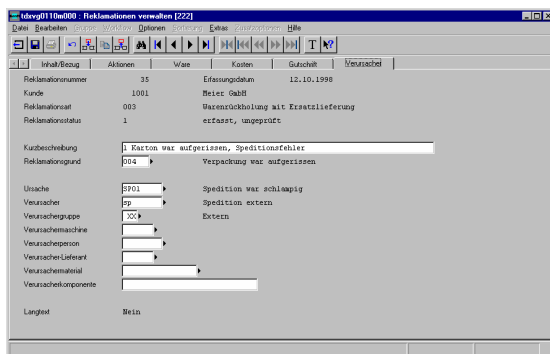 tdxvg0110m000 : Reklamationen verwalten [222]
Datei Bearbeiten Gruppe Workflow Optionen Sortierung Extras Zusatzoptionen Hilfe
Inhalt/Bezug Aktionen Ware Kosten Gutschrift Verursacher
Reklamationsnummer 35 Erfassungsdatum 12.10.1998
Kunde 1001 Meier GmbH
Reklamationsart 003 Warenrückholung mit Ersatzlieferung
Reklamationsstatus 1 erfasst, ungeprüft
Kurzbeschreibung 1 Karton war aufgerissen, Speditionsfehler
Reklamationsgrund 004 Verpackung war aufgerissen
Ursache SP01 Spedition war schlampig
Verursacher sp Spedition extern
Verursachergruppe XX Extern
Verursachermaschine
Verursacherperson
Verursacher-Lieferant
Verursachermaterial
Verursacherkomponente
Langtext Nein